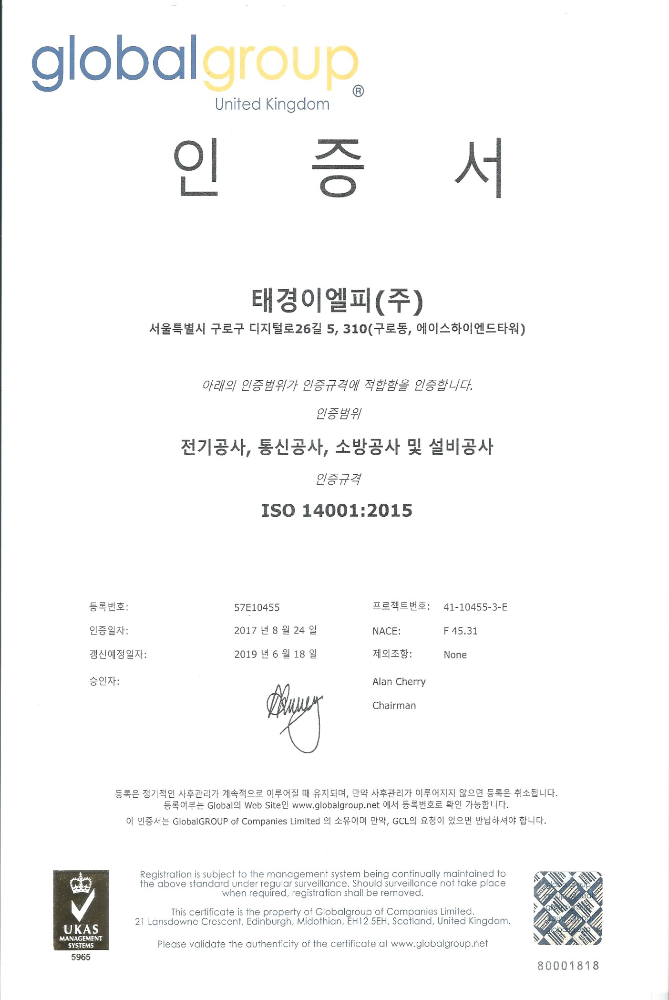 globalgroup®
United Kingdom
인 증 서
태경이엘피(주)
서울특별시 구로구 디지털로26길 5, 310(구로동, 에이스하이엔드타워)
아래의 인증범위가 인증규격에 적합함을 인증합니다.
인증범위
전기공사, 통신공사, 소방공사 및 설비공사
인증규격
ISO 14001:2015
등록번호: 57E10455 프로젝트번호: 41-10455-3-E
인증일자: 2017 년 8 월 24 일 NACE: F 45.31
갱신예정일자: 2019 년 6 월 18 일 제외조항: None
승인자: Alan Cherry
Chairman
등록은 정기적인 사후관리가 계속적으로 이루어질 때 유지되며, 만약 사후관리가 이루어지지 않으면 등록은 취소됩니다.
등록여부는 Global의 Web Site인 www.globalgroup.net 에서 등록번호로 확인 가능합니다.
이 인증서는 GlobalGROUP of Companies Limited 의 소유이며 만약, GCL의 요청이 있으면 반납하셔야 합니다.
Registration is subject to the management system being continually maintained to
the above standard under regular surveillance. Should surveillance not take place
when required, registration shall be removed.
This certificate is the property of Globalgroup of Companies Limited.
21 Lansdowne Crescent, Edinburgh, Midothian, EH12 5EH, Scotland, United Kingdom.
Please validate the authenticity of the certificate at www.globalgroup.net
UKAS
MANAGEMENT
SYSTEMS
5965
globalgroup
group global
globalgroup
group global
globalgroup
80001818